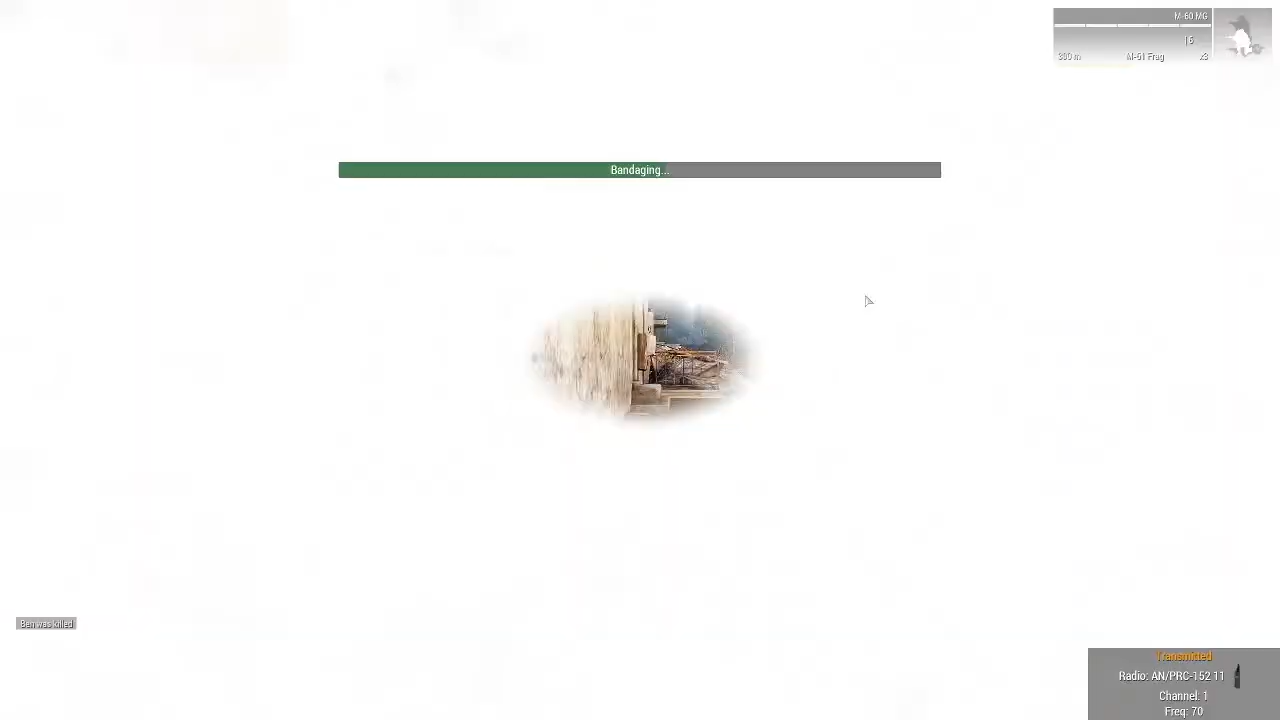 M-60 MG
|6
300 m M-61 Frag x3
Bandaging...
Ben was killed
Transmitted
Radio: AN/PRC-152 11
Channel: 1
Freq: 70